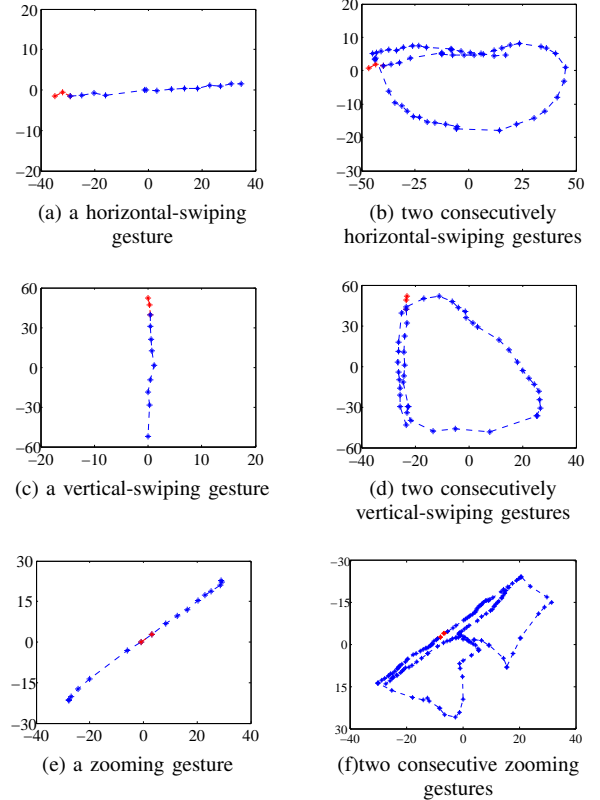 20
10
0
−10
−20
−40 −20 0 20 40
(a) a horizontal-swiping
gesture
20
10
0
−10
−20
−30
−50 −25 0 25 50
(b) two consecutively
horizontal-swiping gestures
60
30
0
−30
−60
−20 −10 0 10 20
(c) a vertical-swiping gesture
60
30
0
−30
−60
−40 −20 0 20 40
(d) two consecutively
vertical-swiping gestures
30
15
0
−15
−30
−40 −20 0 20 40
(e) a zooming gesture
−30
−15
0
15
30
−40 −20 0 20 40
(f)two consecutive zooming
gestures